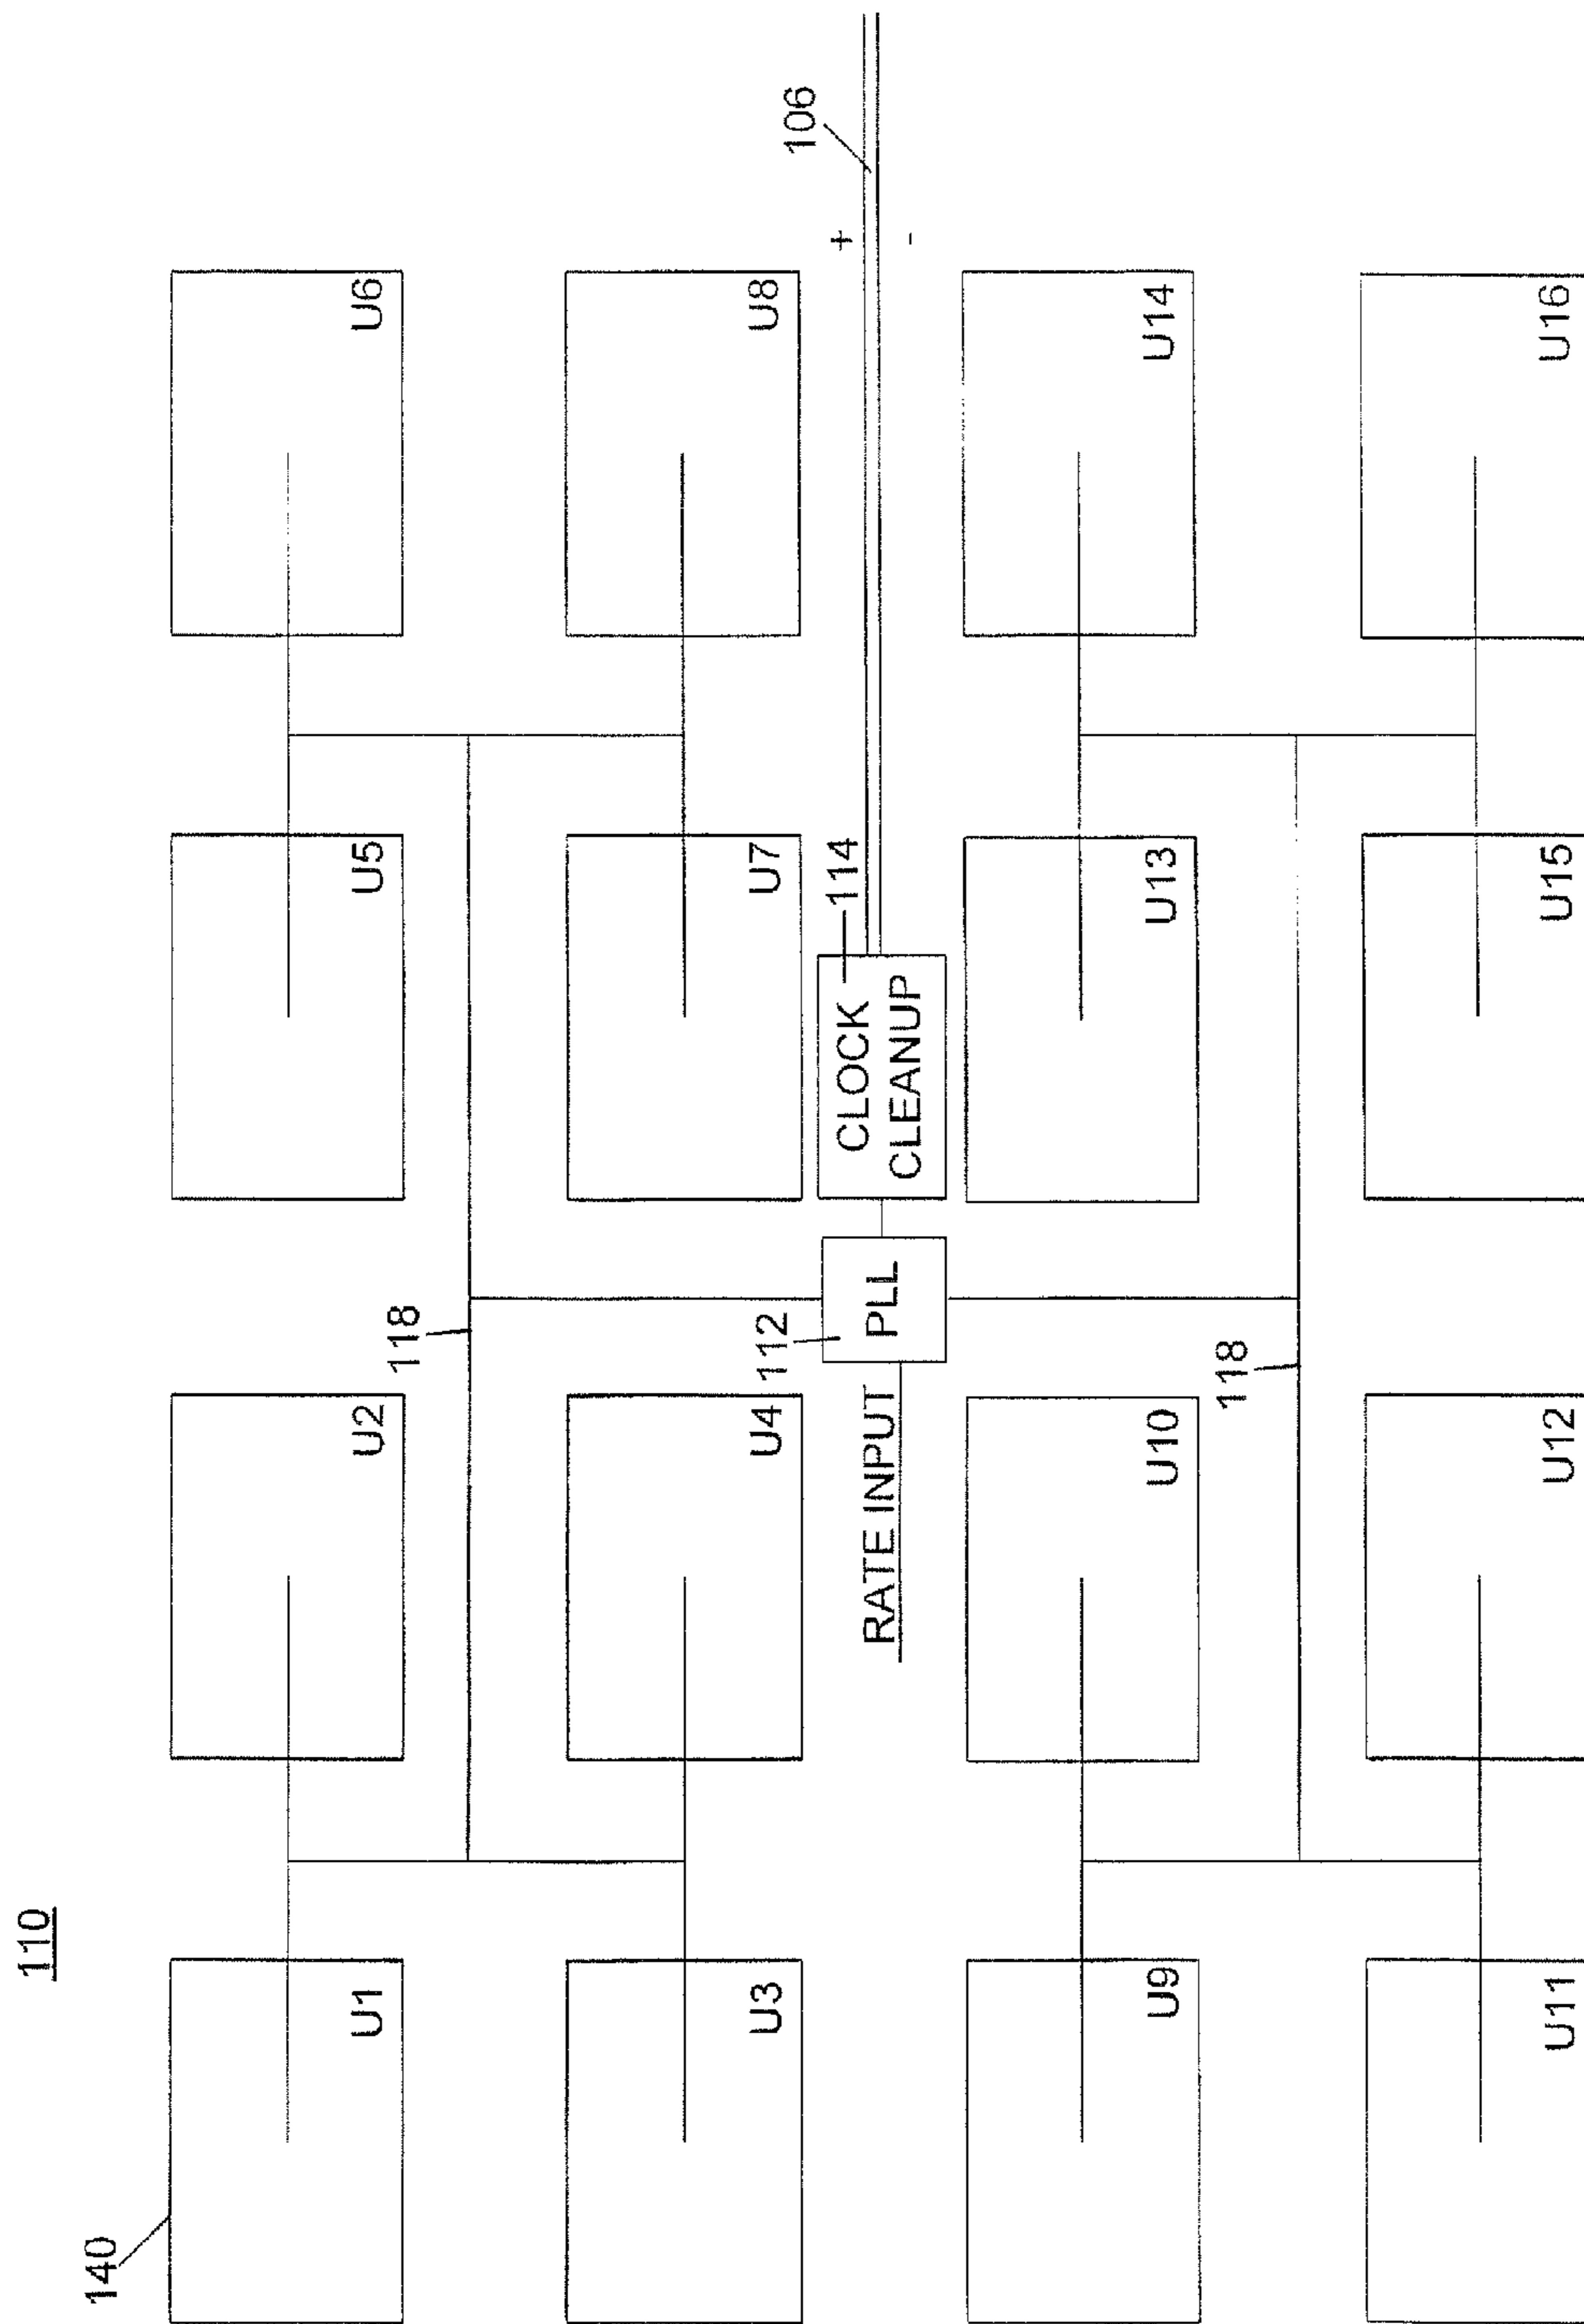 110
140
U1
U2
U5
U6
118
U3
U4
U7
U8
112
PLL
CLOCK
CLEANUP
114
106
+
-
RATE INPUT
U9
U10
U13
U14
118
U11
U12
U15
U16